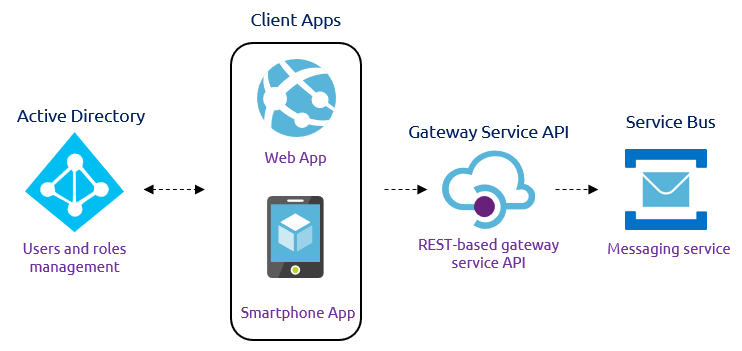 Client Apps
Active Directory
Web App
Gateway Service API
Service Bus
Users and roles
management
REST-based gateway
service API
Messaging service
Smartphone App